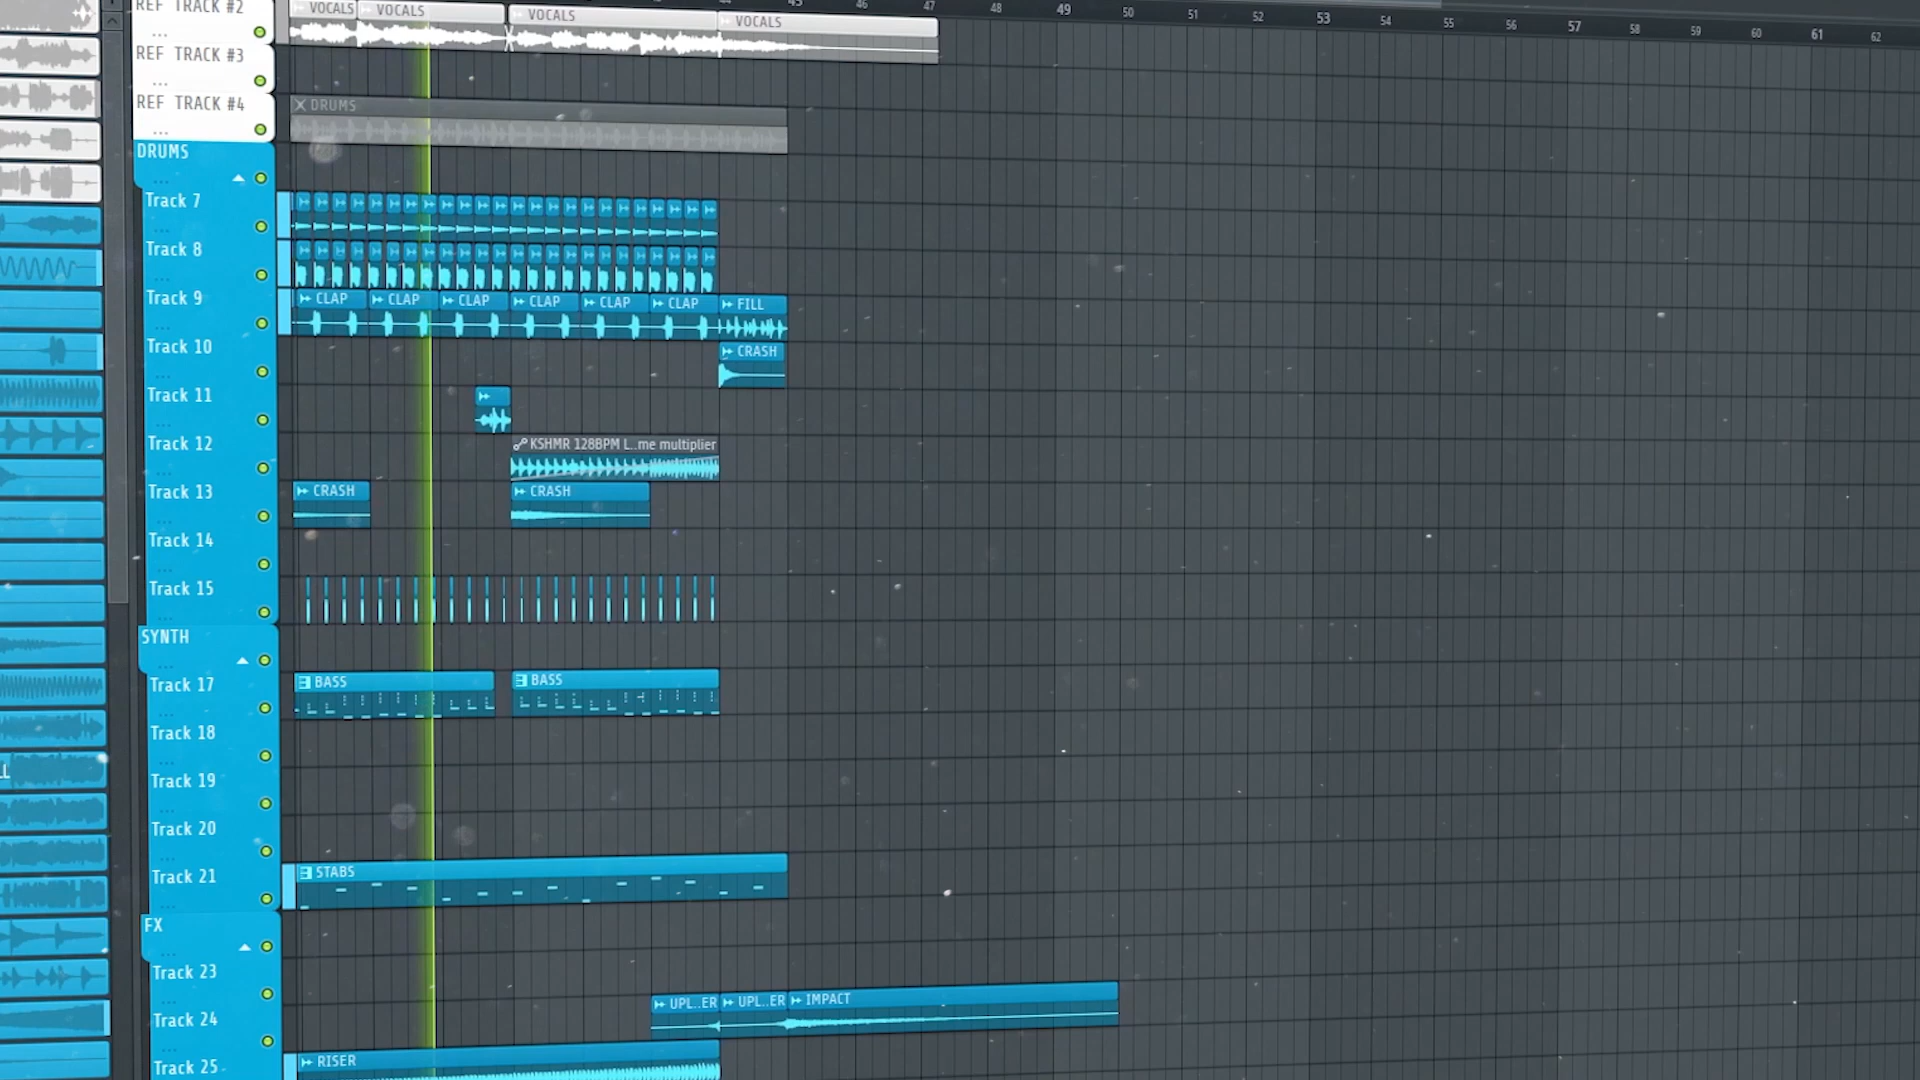 REF TRACK #2
VOCALS
VOCALS
VOCALS
VOCALS
45
46
47
48
49
50
51
52
53
54
55
56
57
58
59
60
61
62
REF TRACK #3
REF TRACK #4
DRUMS
DRUMS
Track 7
Track 8
Track 9
CLAP
CLAP
CLAP
CLAP
CLAP
CLAP
FILL
Track 10
CRASH
Track 11
Track 12
KSHMR 128BPM L..me multiplier
Track 13
CRASH
CRASH
Track 14
Track 15
SYNTH
Track 17
BASS
BASS
Track 18
Track 19
Track 20
Track 21
STABS
FX
Track 23
Track 24
UPL..ER
UPL..ER
IMPACT
Track 25
RISER